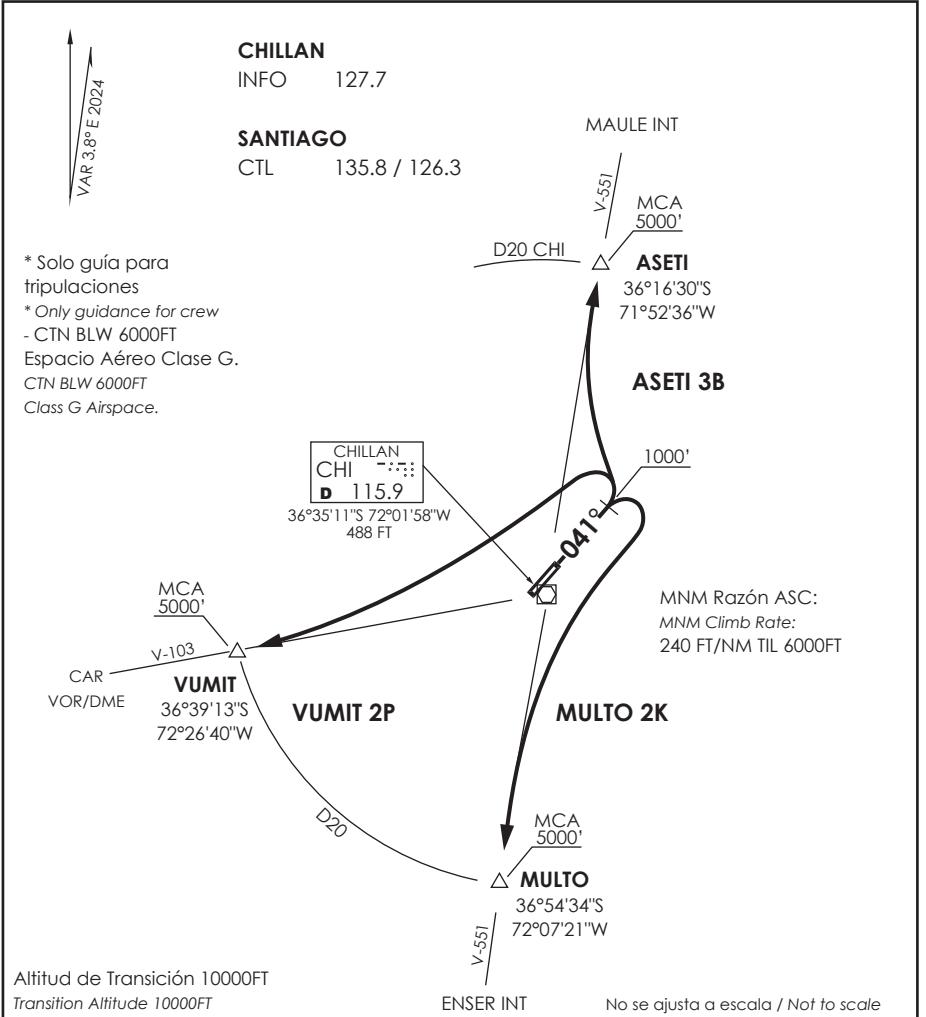 VAR 3.8° E 2024
CHILLAN
INFO 127.7
SANTIAGO
CTL 135.8 / 126.3
* Solo guía para
tripulaciones
* Only guidance for crew
- CTN BLW 6000FT
Espacio Aéreo Clase G.
CTN BLW 6000FT
Class G Airspace.
MAULE INT
V-551
MCA
5000'
D20 CHI
ASETI
36°16'30"S
71°52'36"W
ASETI 3B
1000'
CHILLAN
CHI
D 115.9
36°35'11"S 72°01'58"W
488 FT
041°
MCA
5000'
V-103
CAR
VOR/DME
VUMIT
36°39'13"S
72°26'40"W
VUMIT 2P
MULTO 2K
MNM Razón ASC:
MNM Climb Rate:
240 FT/NM TIL 6000FT
D20
MCA
5000'
MULTO
36°54'34"S
72°07'21"W
V-551
ENSER INT
Altitud de Transición 10000FT
Transition Altitude 10000FT
No se ajusta a escala / Not to scale